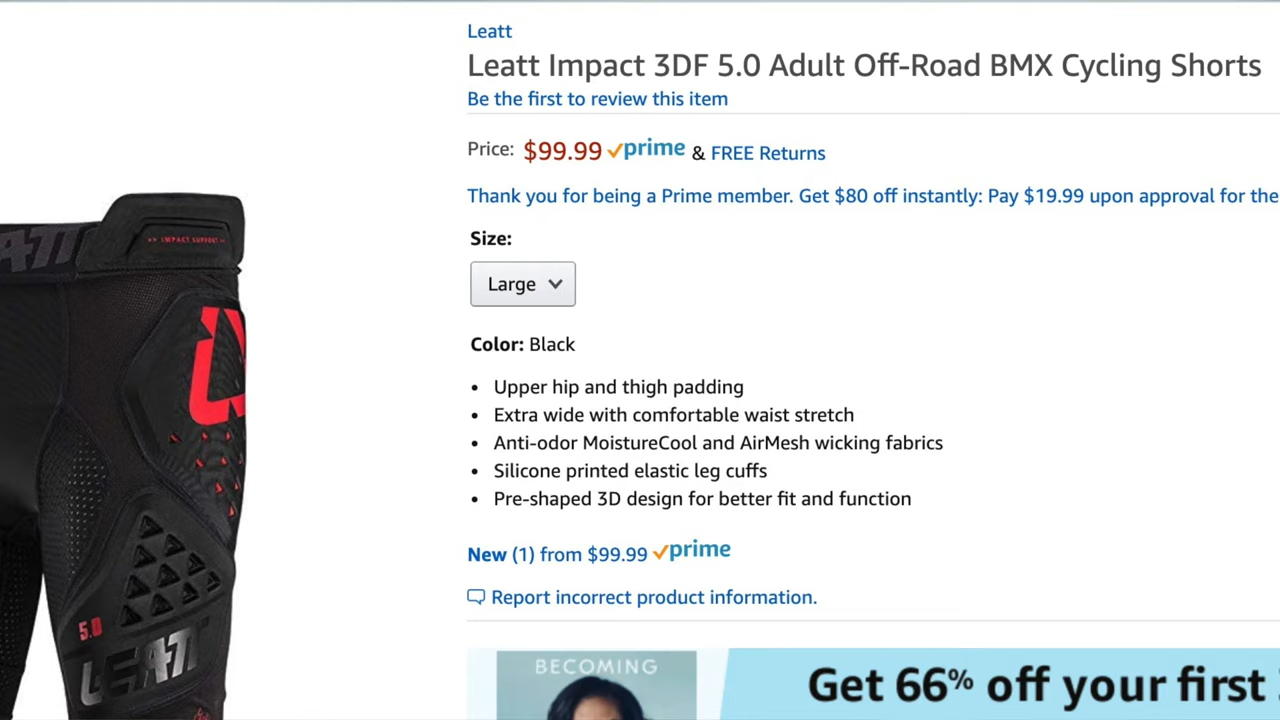 Leatt
Leatt Impact 3DF 5.0 Adult Off-Road BMX Cycling Shorts
Be the first to review this item
Price: $99.99 prime & FREE Returns
Thank you for being a Prime member. Get $80 off instantly: Pay $19.99 upon approval for the
Size:
Large
Color: Black
• Upper hip and thigh padding
• Extra wide with comfortable waist stretch
• Anti-odor MoistureCool and AirMesh wicking fabrics
• Silicone printed elastic leg cuffs
• Pre-shaped 3D design for better fit and function
New (1) from $99.99 prime
Report incorrect product information.
BECOMING
Get 66% off your first
IMPACT SUPPORT
5.0
LEATT